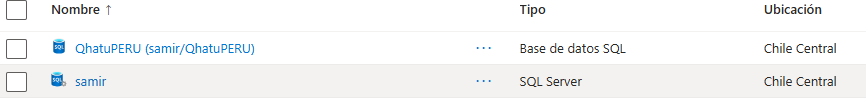 Nombre ↑ Tipo Ubicación
QhatuPERU (samir/QhatuPERU) ··· Base de datos SQL Chile Central
samir ··· SQL Server Chile Central